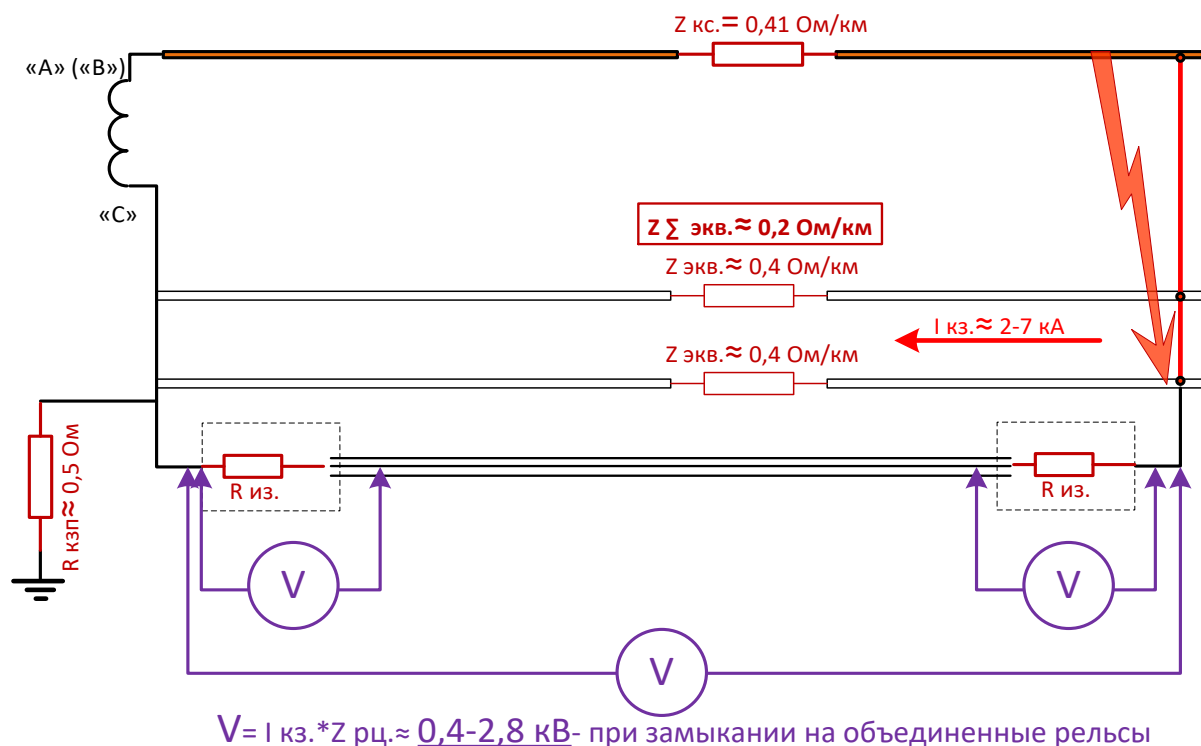 Z кс.= 0,41 Ом/км
«А» («В»)
«С»
Z ∑ экв.≈ 0,2 Ом/км
Z экв.≈ 0,4 Ом/км
I кз.≈ 2-7 кА
Z экв.≈ 0,4 Ом/км
R кзп≈ 0,5 Ом
R из.
R из.
V
V
V
V= I кз.*Z рц.≈ 0,4-2,8 кВ- при замыкании на объединенные рельсы